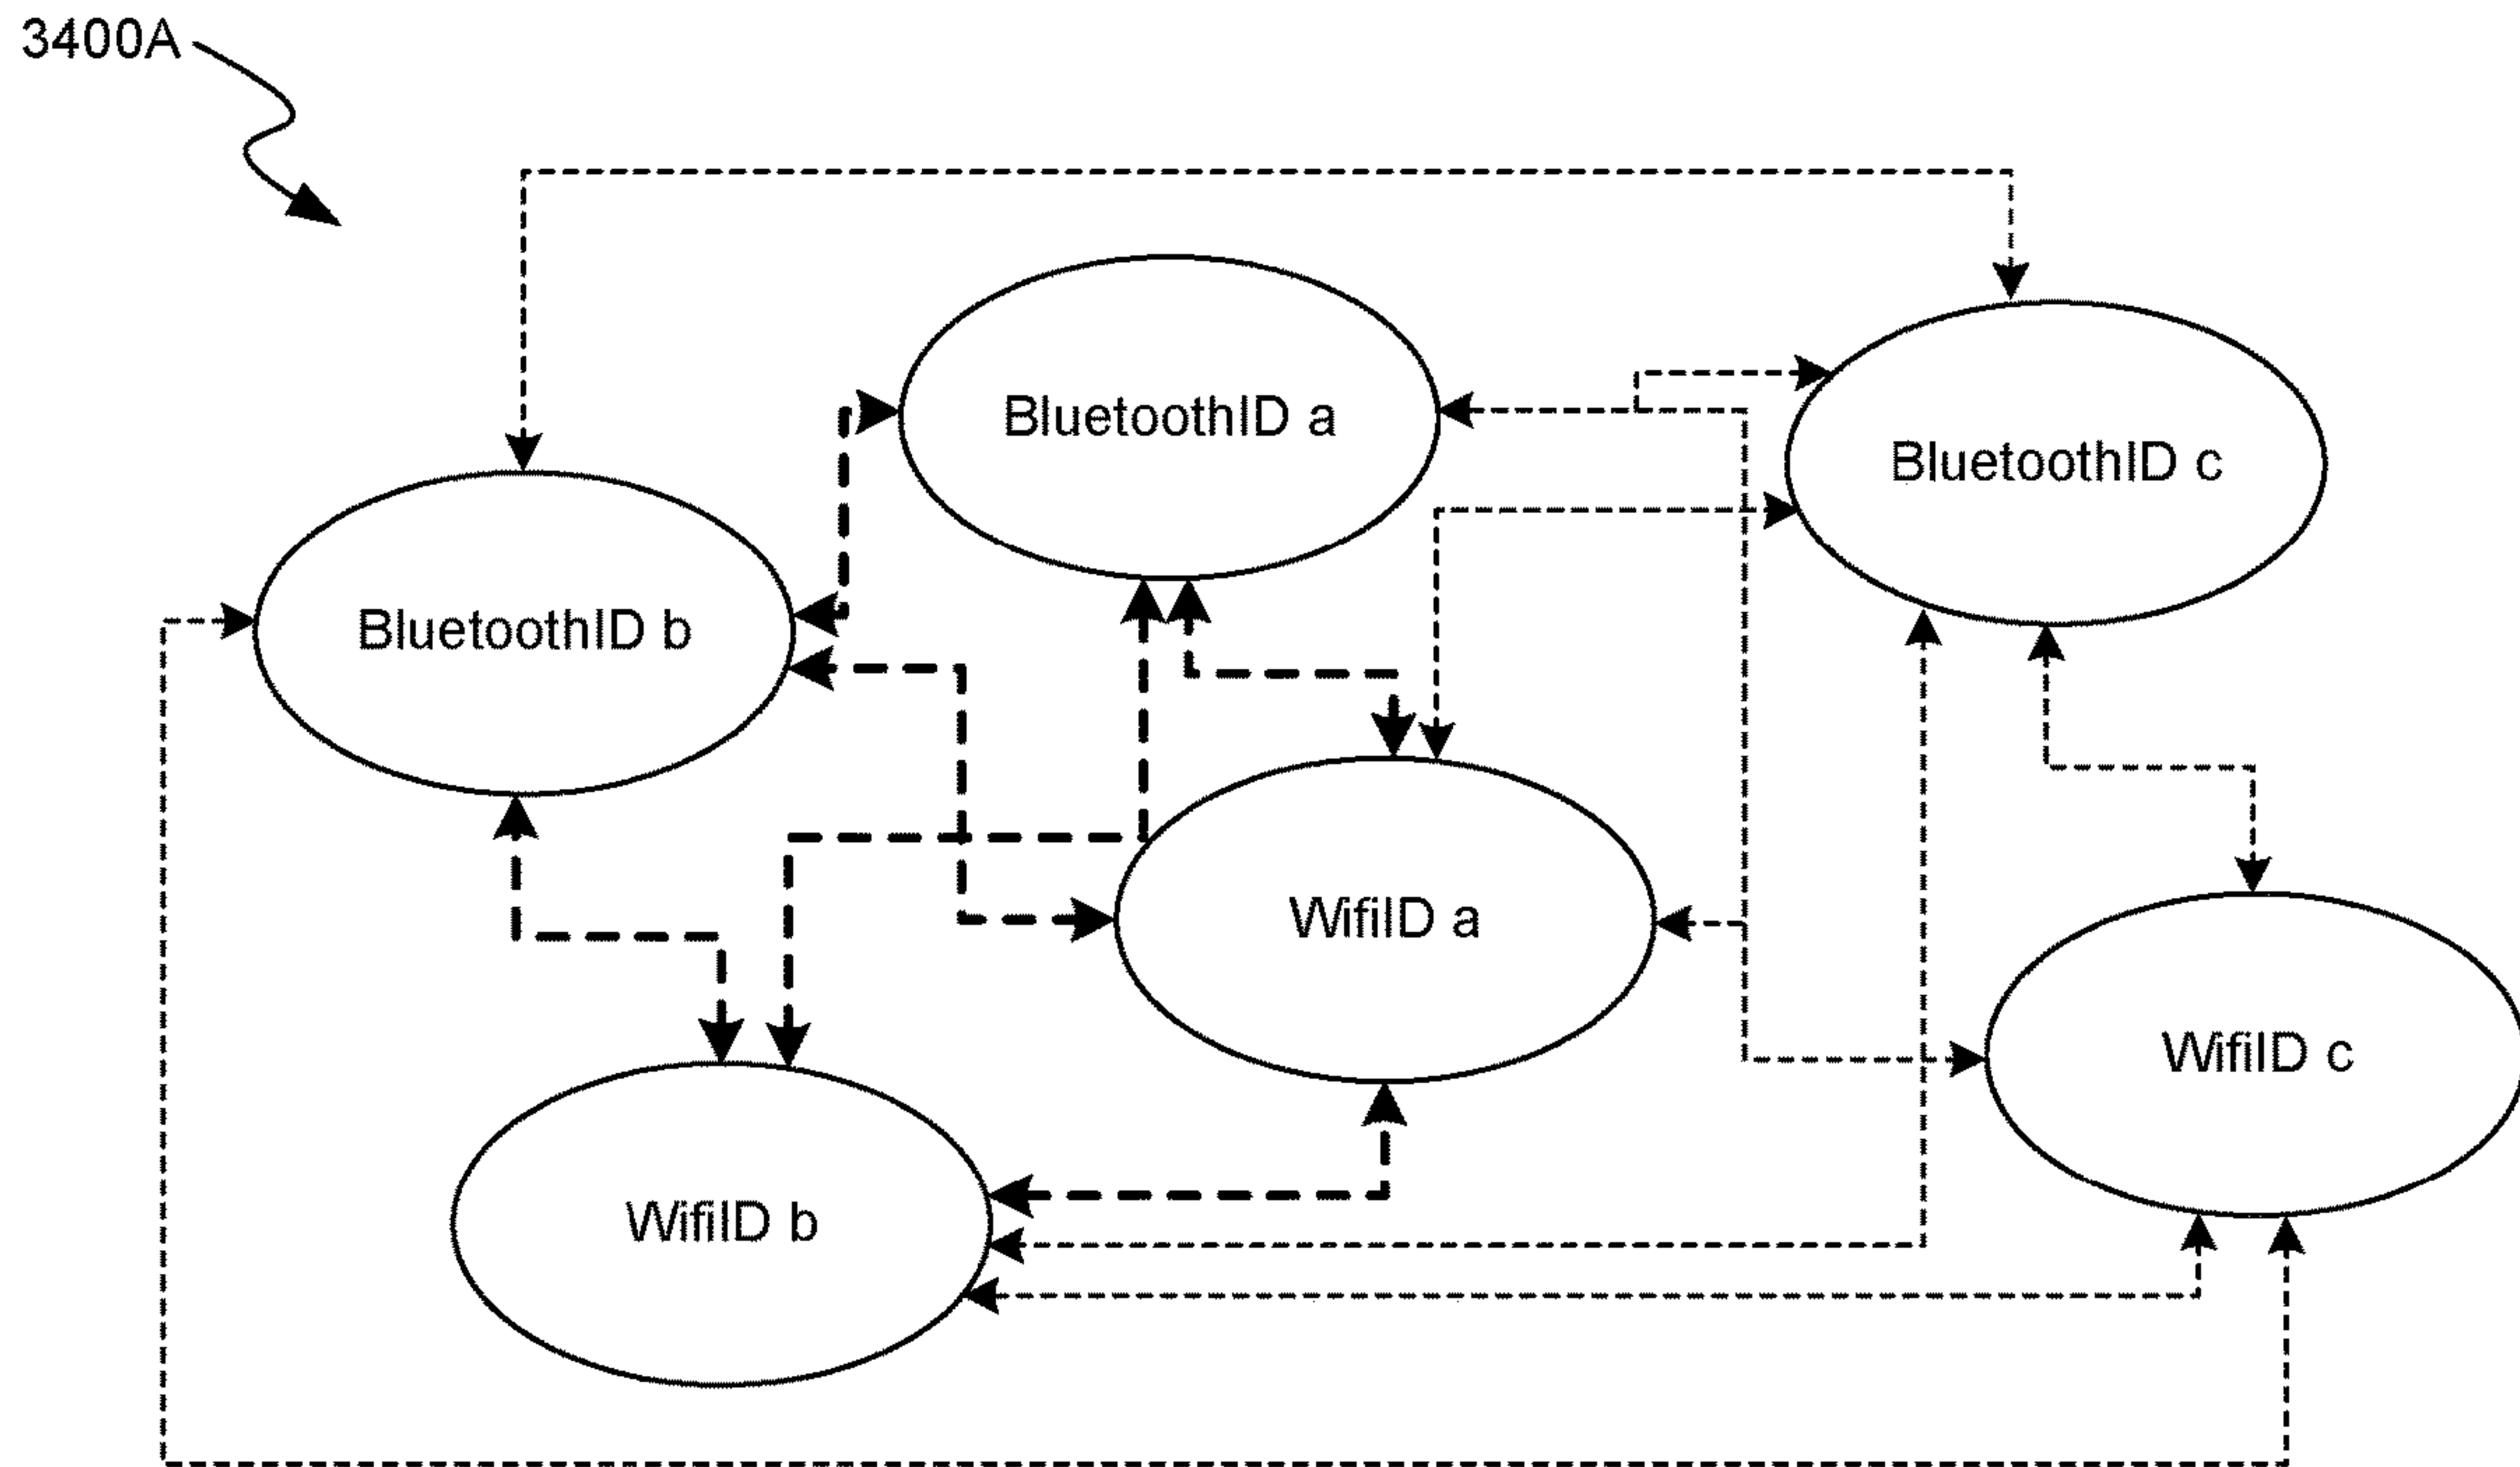 3400A
BluetoothID a
BluetoothID c
BluetoothID b
WifiID a
WifiID c
WifiID b